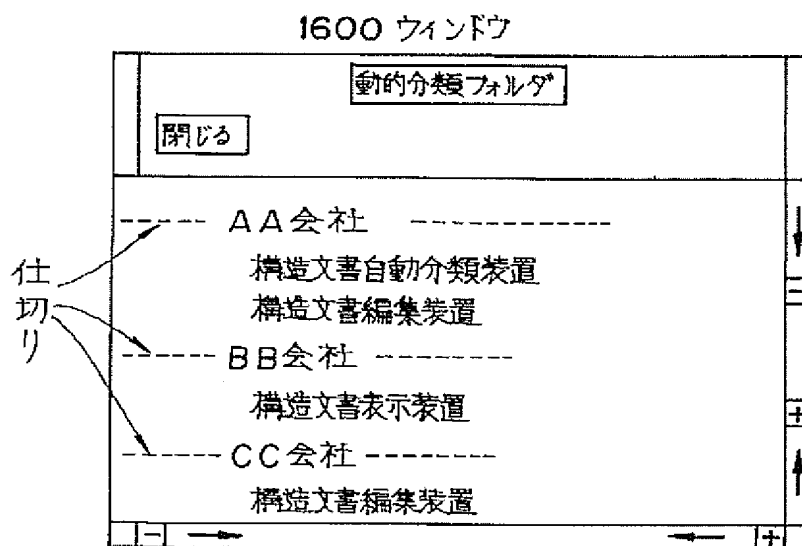 1600 ウィンドウ
動的分類フォルダ
閉じる
AA会社
構造文書自動分類装置
構造文書編集装置
仕切り
BB会社
構造文書表示装置
CC会社
構造文書編集装置